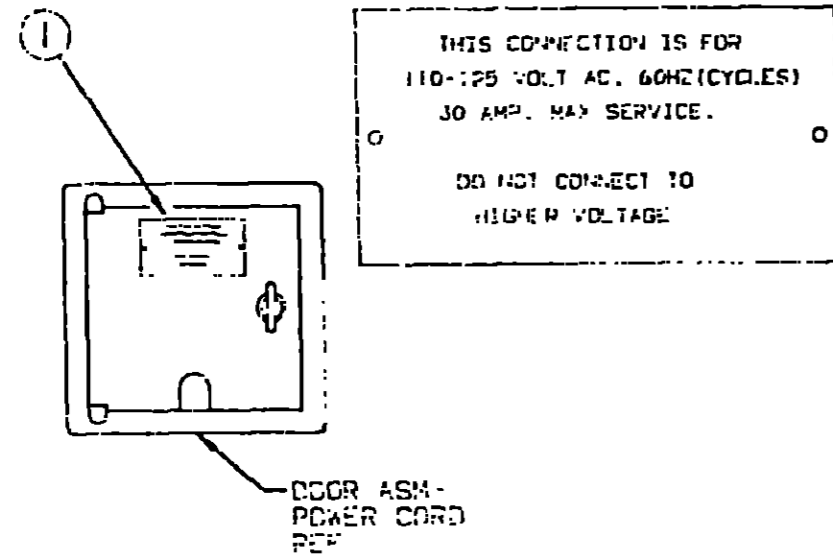 1
THIS CONNECTION IS FOR
110-125 VOLT AC. 60HZ(CYCLES)
30 AMP. MAX SERVICE.
DO NOT CONNECT TO
HIGHER VOLTAGE
DOOR ASM-
POWER CORD
REF